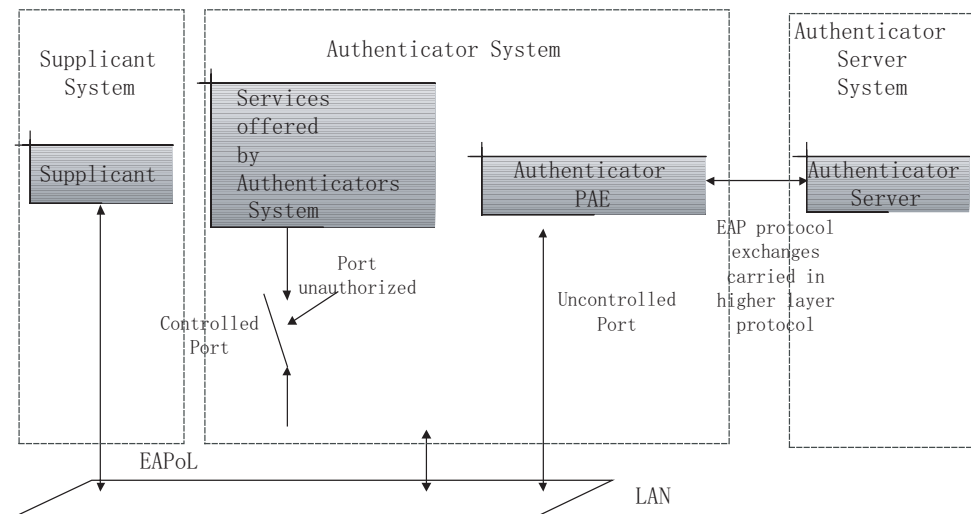 Supplicant
System
Supplicant
Authenticator System
Services
offered
by
Authenticators
System
Port
unauthorized
Controlled
Port
Authenticator
PAE
Uncontrolled
Port
EAP protocol
exchanges
carried in
higher layer
protocol
Authenticator
Server
System
Authenticator
Server
EAPoL
LAN